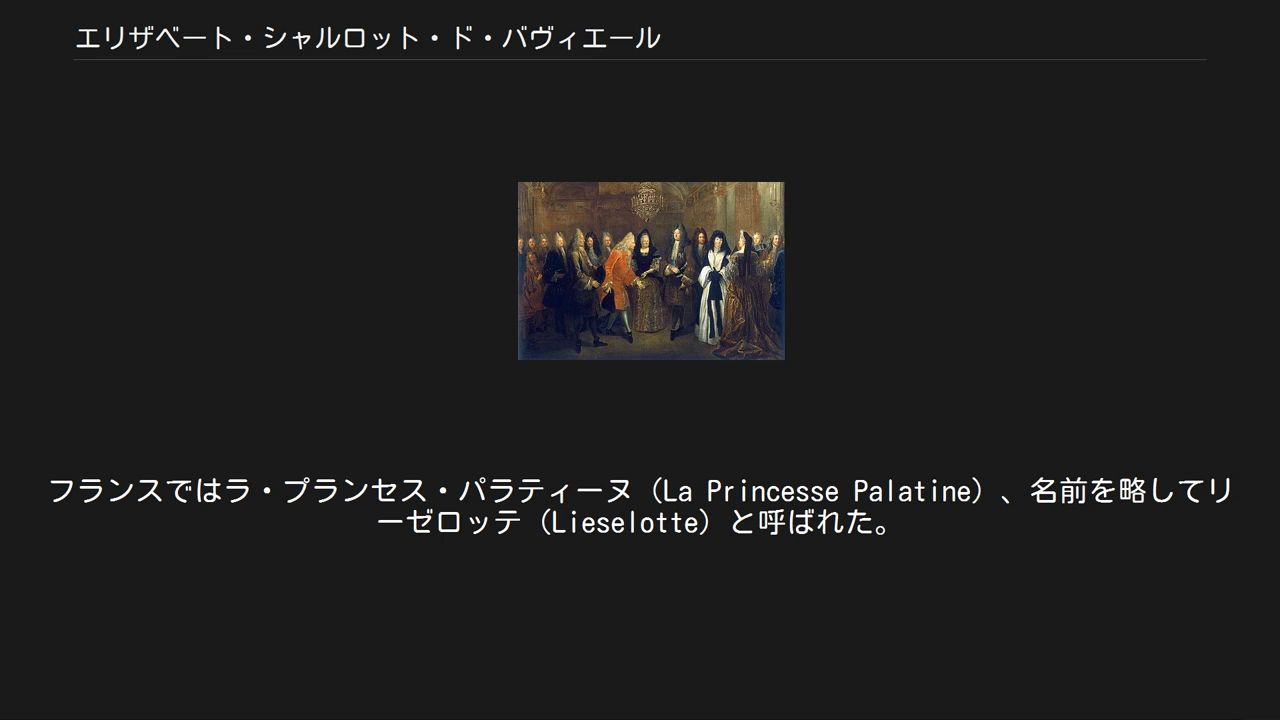 エリザベート・シャルロット・ド・バヴィエール
フランスではラ・プランセス・パラティーヌ（La Princesse Palatine）、名前を略してリ
ーゼロッテ（Lieselotte）と呼ばれた。